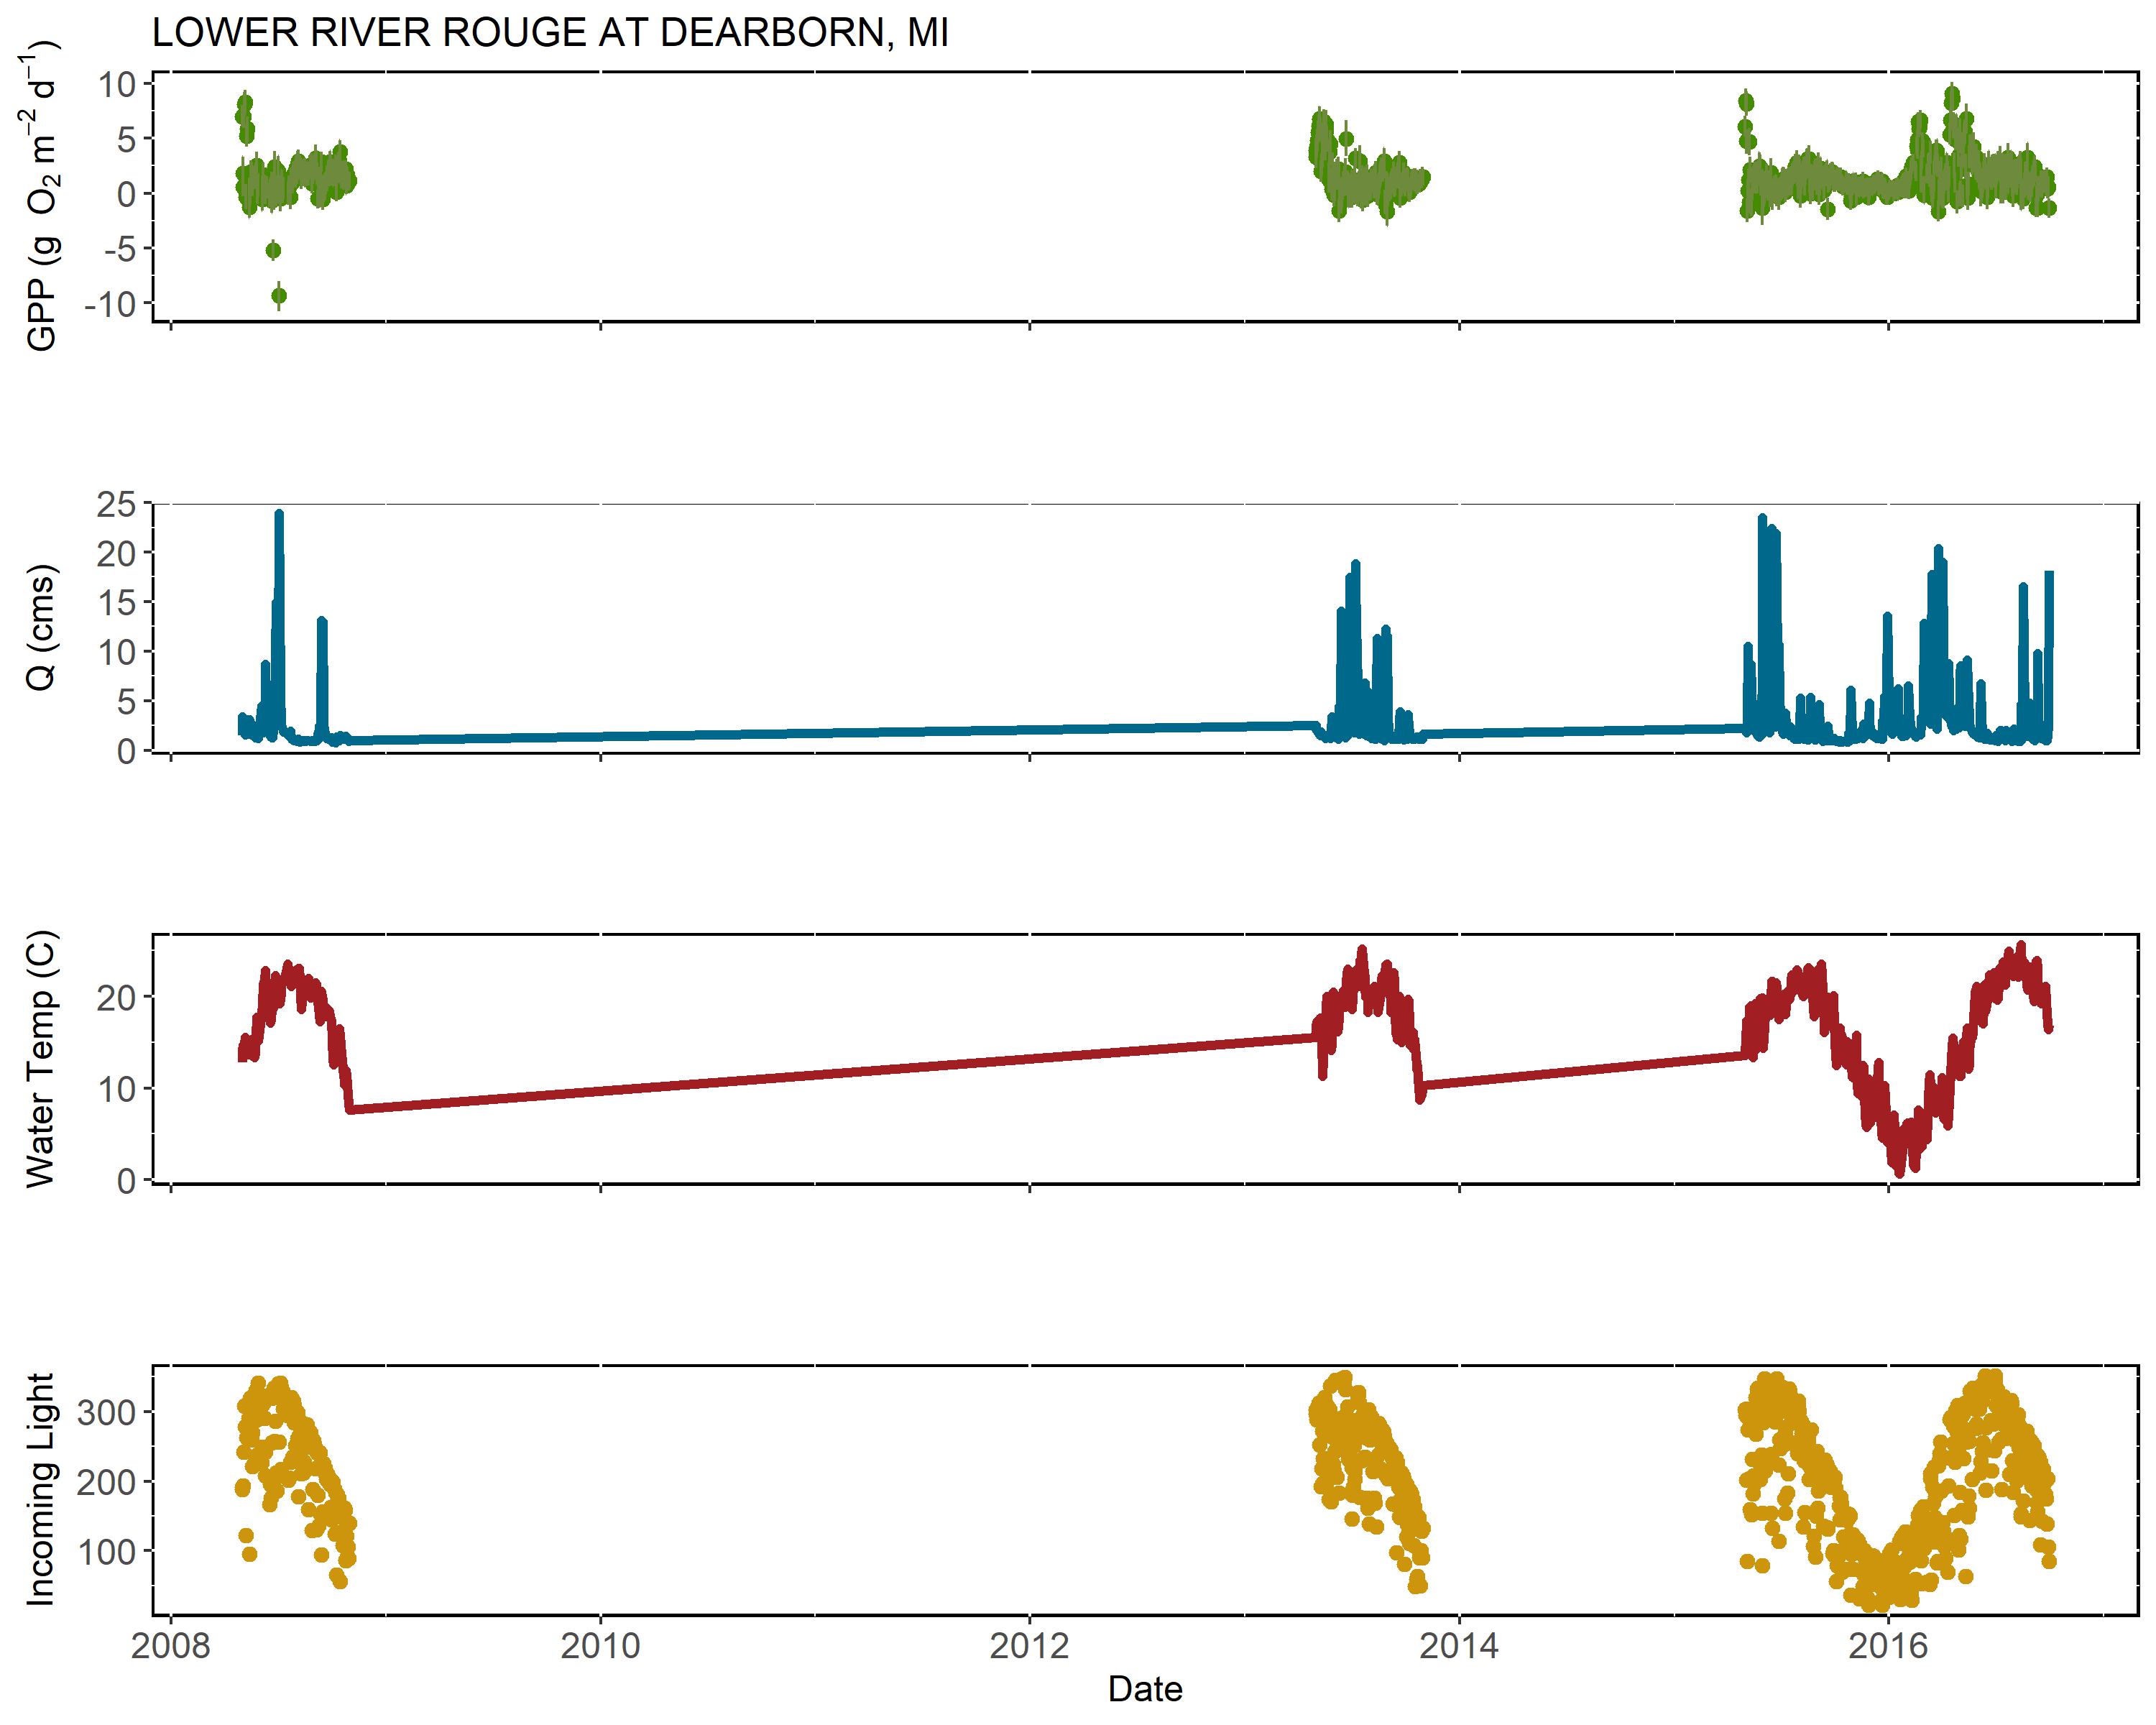 LOWER RIVER ROUGE AT DEARBORN, MI
GPP (g O₂ m⁻² d⁻¹)
10
5
0
-5
-10
Q (cms)
25
20
15
10
5
0
Water Temp (C)
20
10
0
Incoming Light
300
200
100
2008 2010 2012 2014 2016
Date